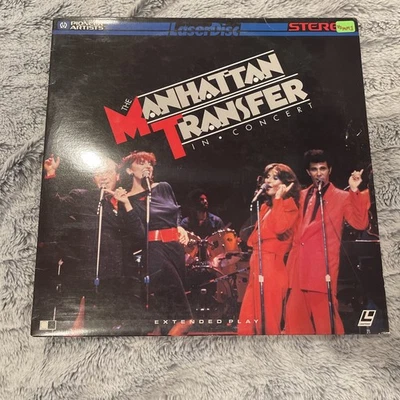 PIONEER
ARTISTS
LaserDisc
STEREO
THE
MANHATTAN
TRANSFER
IN • CONCERT
EXTENDED PLAY